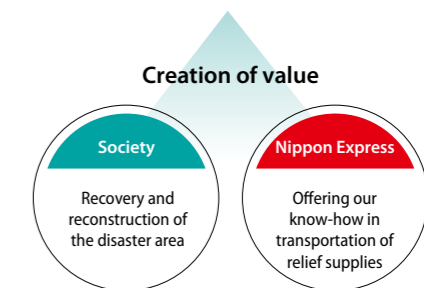 Creation of value
Society
Recovery and
reconstruction of
the disaster area
Nippon Express
Offering our
know-how in
transportation of
relief supplies